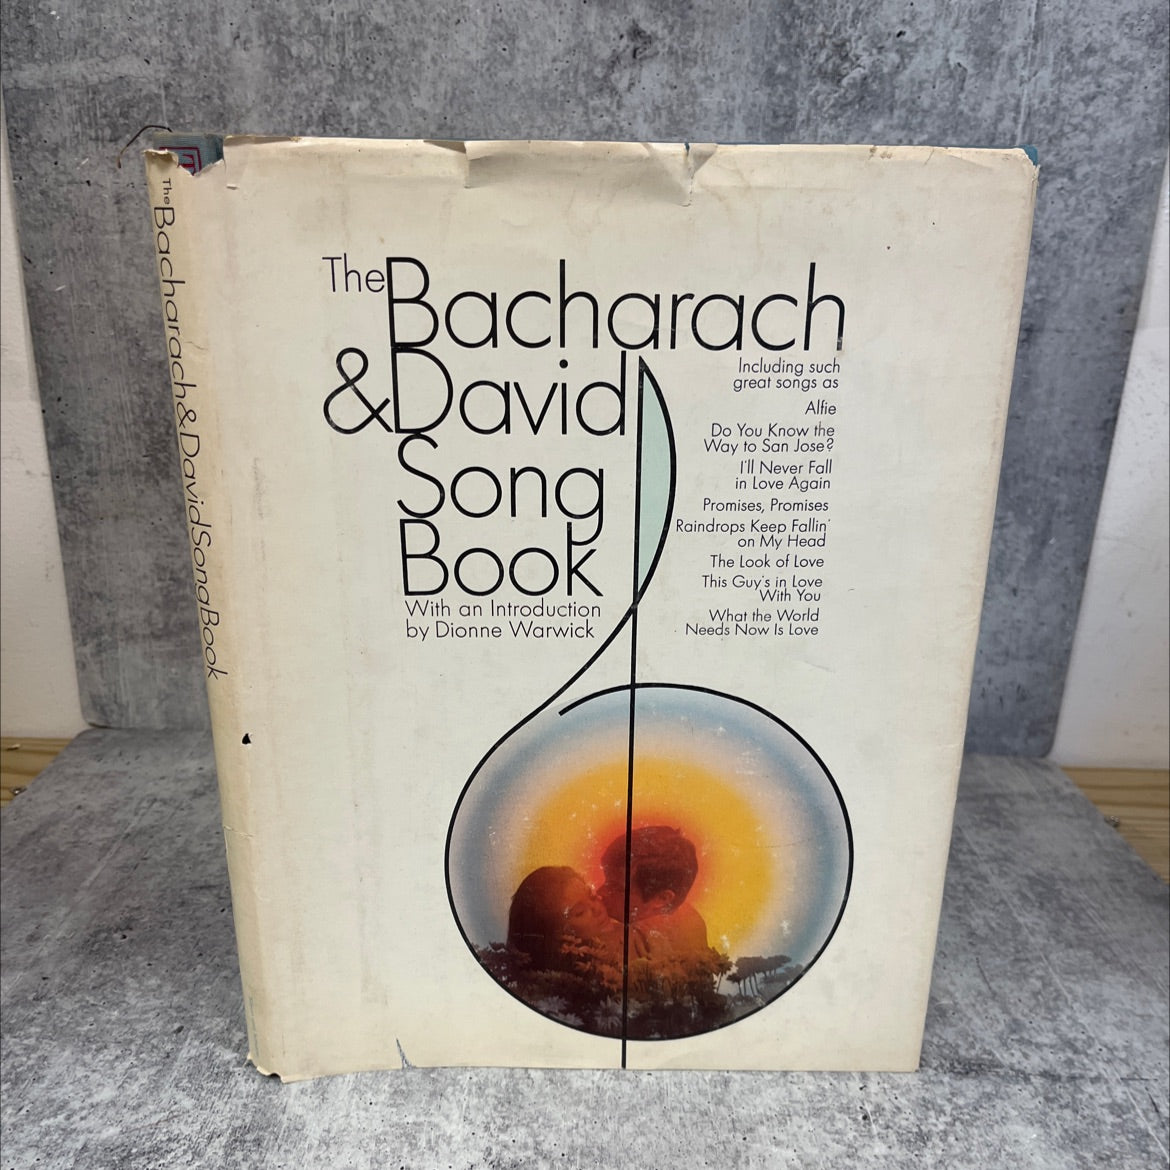 The Bacharach & David Song Book
The Bacharach
& David
Song
Book
With an Introduction
by Dionne Warwick
Including such
great songs as
Alfie
Do You Know the
Way to San Jose?
I'll Never Fall
in Love Again
Promises, Promises
Raindrops Keep Fallin'
on My Head
The Look of Love
This Guy's in Love
With You
What the World
Needs Now Is Love